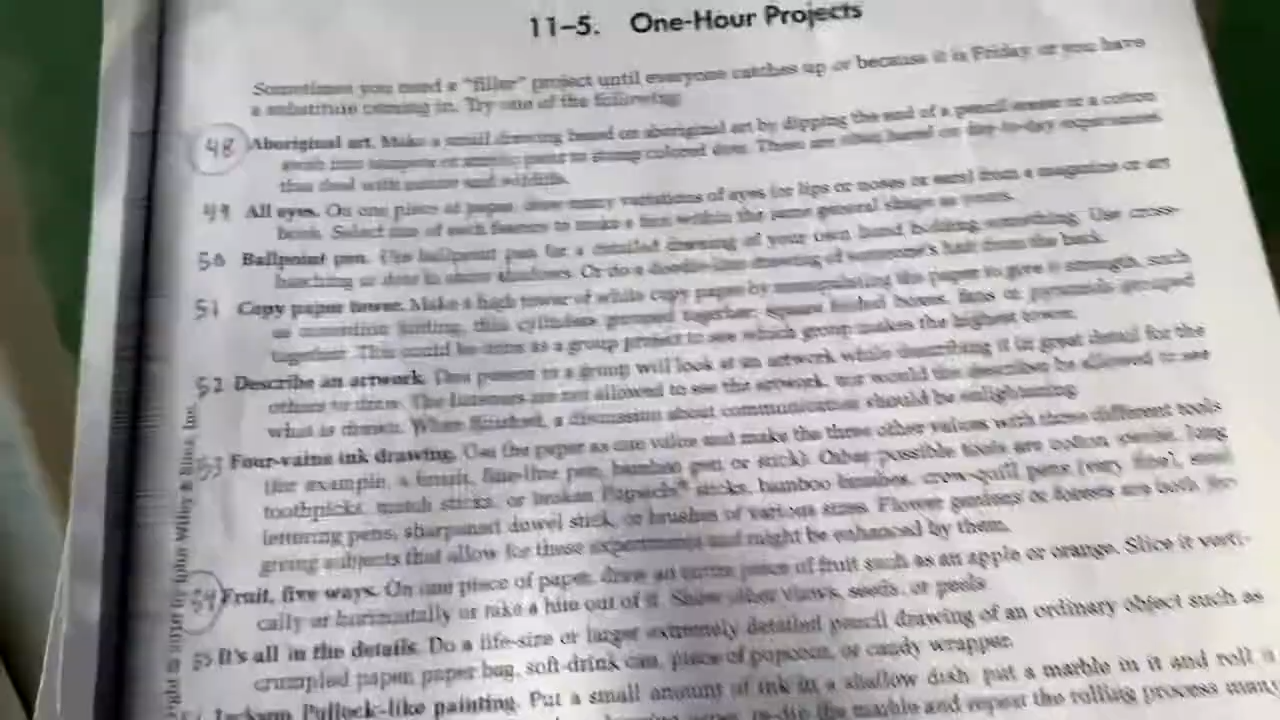 11–5. One-Hour Projects
Sometimes you need a "filler" project until everyone catches up or because it is Friday or you have
a substitute coming in. Try one of the following:
48 Aboriginal art. Make a small drawing based on aboriginal art by dipping the end of a pencil eraser or a cotton
swab into tempera or acrylic paint to strong colored dots. These are often based on day-to-day experiences
that deal with nature and wildlife.
49 All eyes. On one piece of paper, draw many variations of eyes (or lips or noses or ears) from a magazine or art
book. Select one of each feature to make a face within the same general shape as yours.
50 Ballpoint pen. Use ballpoint pen for a detailed drawing of your own hand holding something. Use cross-
hatching or dots to show shadows. Or do a drawing of someone's hair from the back.
51 Copy paper tower. Make a high tower of white copy paper by manipulating the paper to give it strength, such
as accordion folding, thin cylinders grouped together, square boxes, fans or pyramids grouped
together. This could be done as a group project to see which group makes the highest tower.
52 Describe an artwork. One person in a group will look at an artwork while describing it in great detail for the
others to draw. The listeners are not allowed to see the artwork, nor would the describer be allowed to see
what is drawn. When finished, a discussion about communication should be enlightening.
53 Four-value ink drawing. Use the paper as one value and make the three other values with three different tools
(for example, a brush, fine-line pen, bamboo pen or stick). Other possible tools are cotton swabs, long
toothpicks, match sticks, or broken Popsicle® sticks, bamboo brushes, crow-quill pens (very fine), steel
lettering pens, sharpened dowel stick, or brushes of various sizes. Flower gardens or forests are both
giving subjects that allow for these experiments and might be enhanced by them.
54 Fruit, five ways. On one piece of paper, draw an entire piece of fruit such as an apple or orange. Slice it verti-
cally or horizontally or take a bite out of it. Show other views, seeds, or peels.
55 It's all in the details. Do a life-size or larger extremely detailed pencil drawing of an ordinary object such as
crumpled paper, paper bag, soft-drink can, piece of popcorn, or candy wrapper.
Jackson Pollock-like painting. Put a small amount of ink in a shallow dish, put a marble in it and roll it
paper, re-dip the marble and repeat the rolling process many
by John Wiley & Sons, Inc.